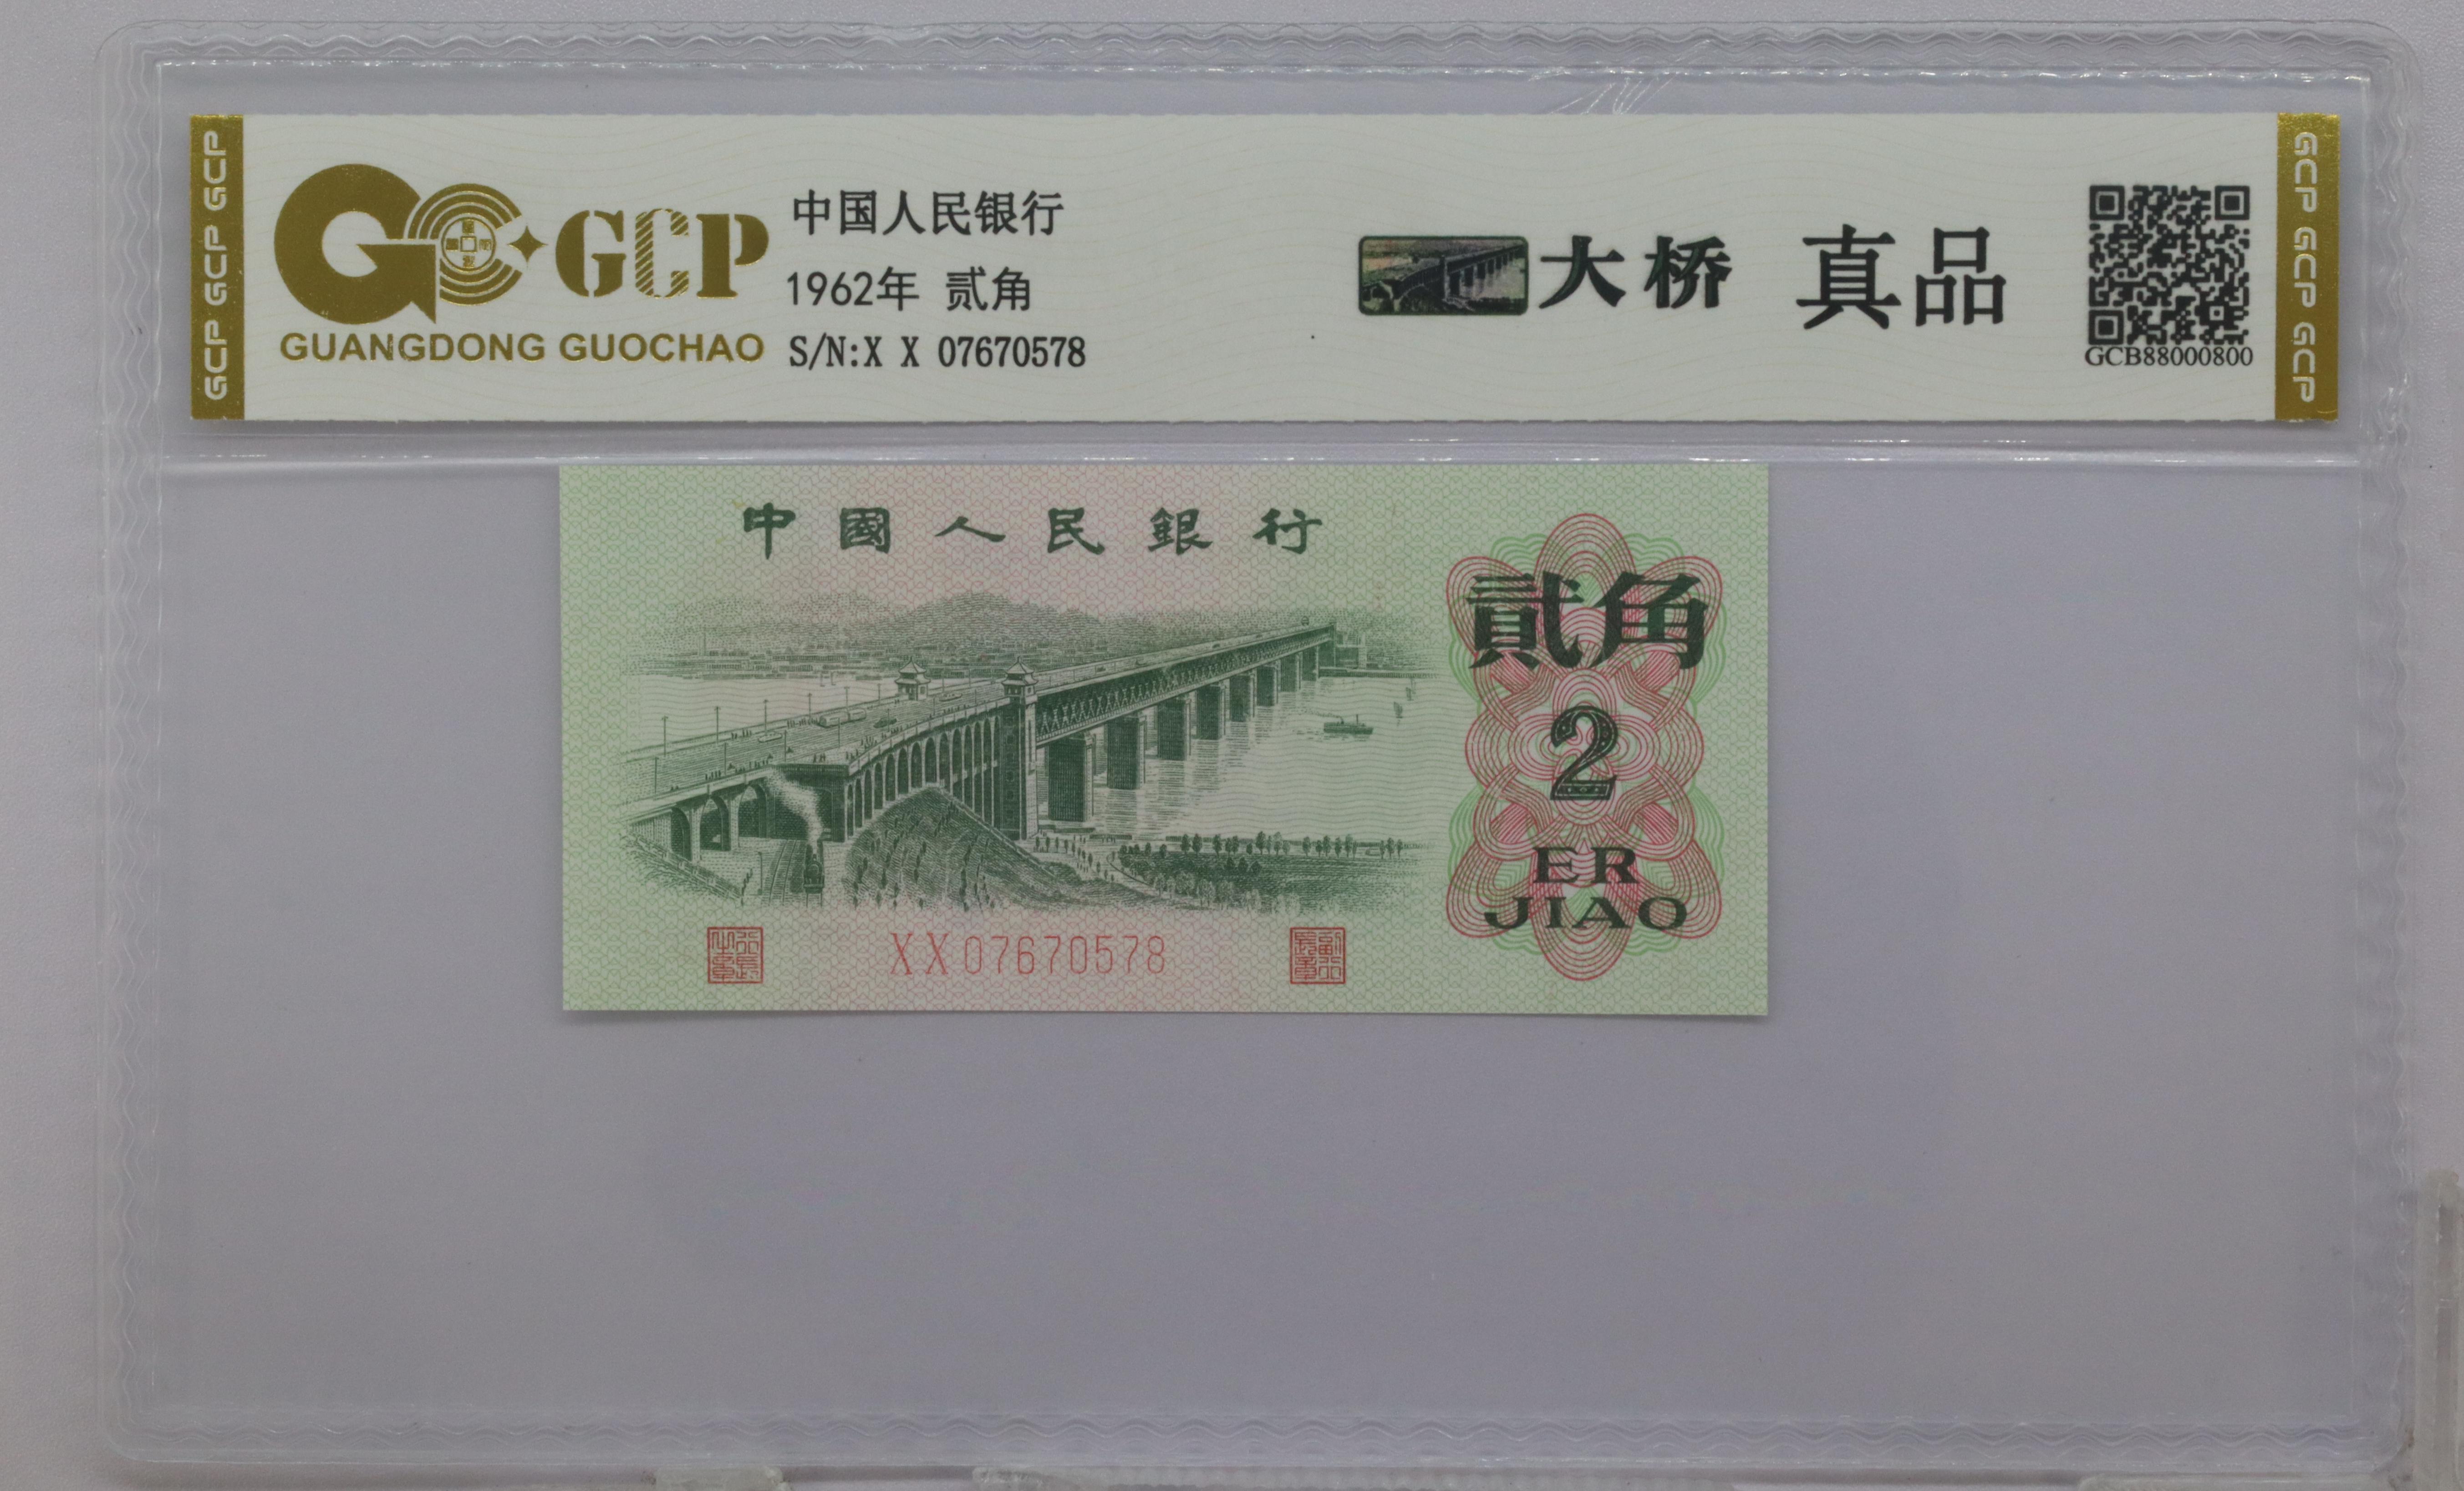 GCP GCP GCP
GCP
GUANGDONG GUOCHAO
中国人民银行
1962年 贰角
S/N:X X 07670578
大桥 真品
GCB88000800
GCP GCP GCP
中國人民銀行
貳角
2
ER
JIAO
XX07670578